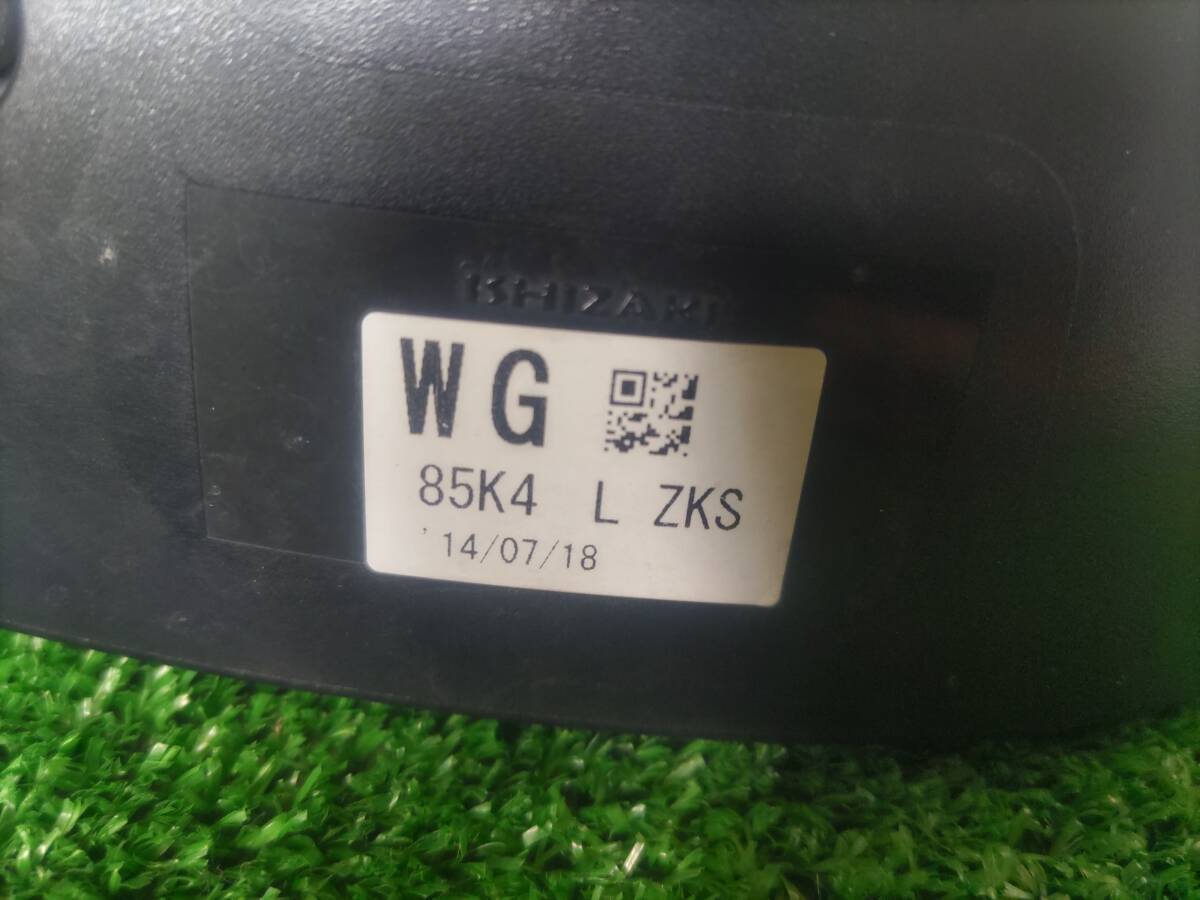 ISHIZAKI
WG
85K4 L ZKS
'14/07/18